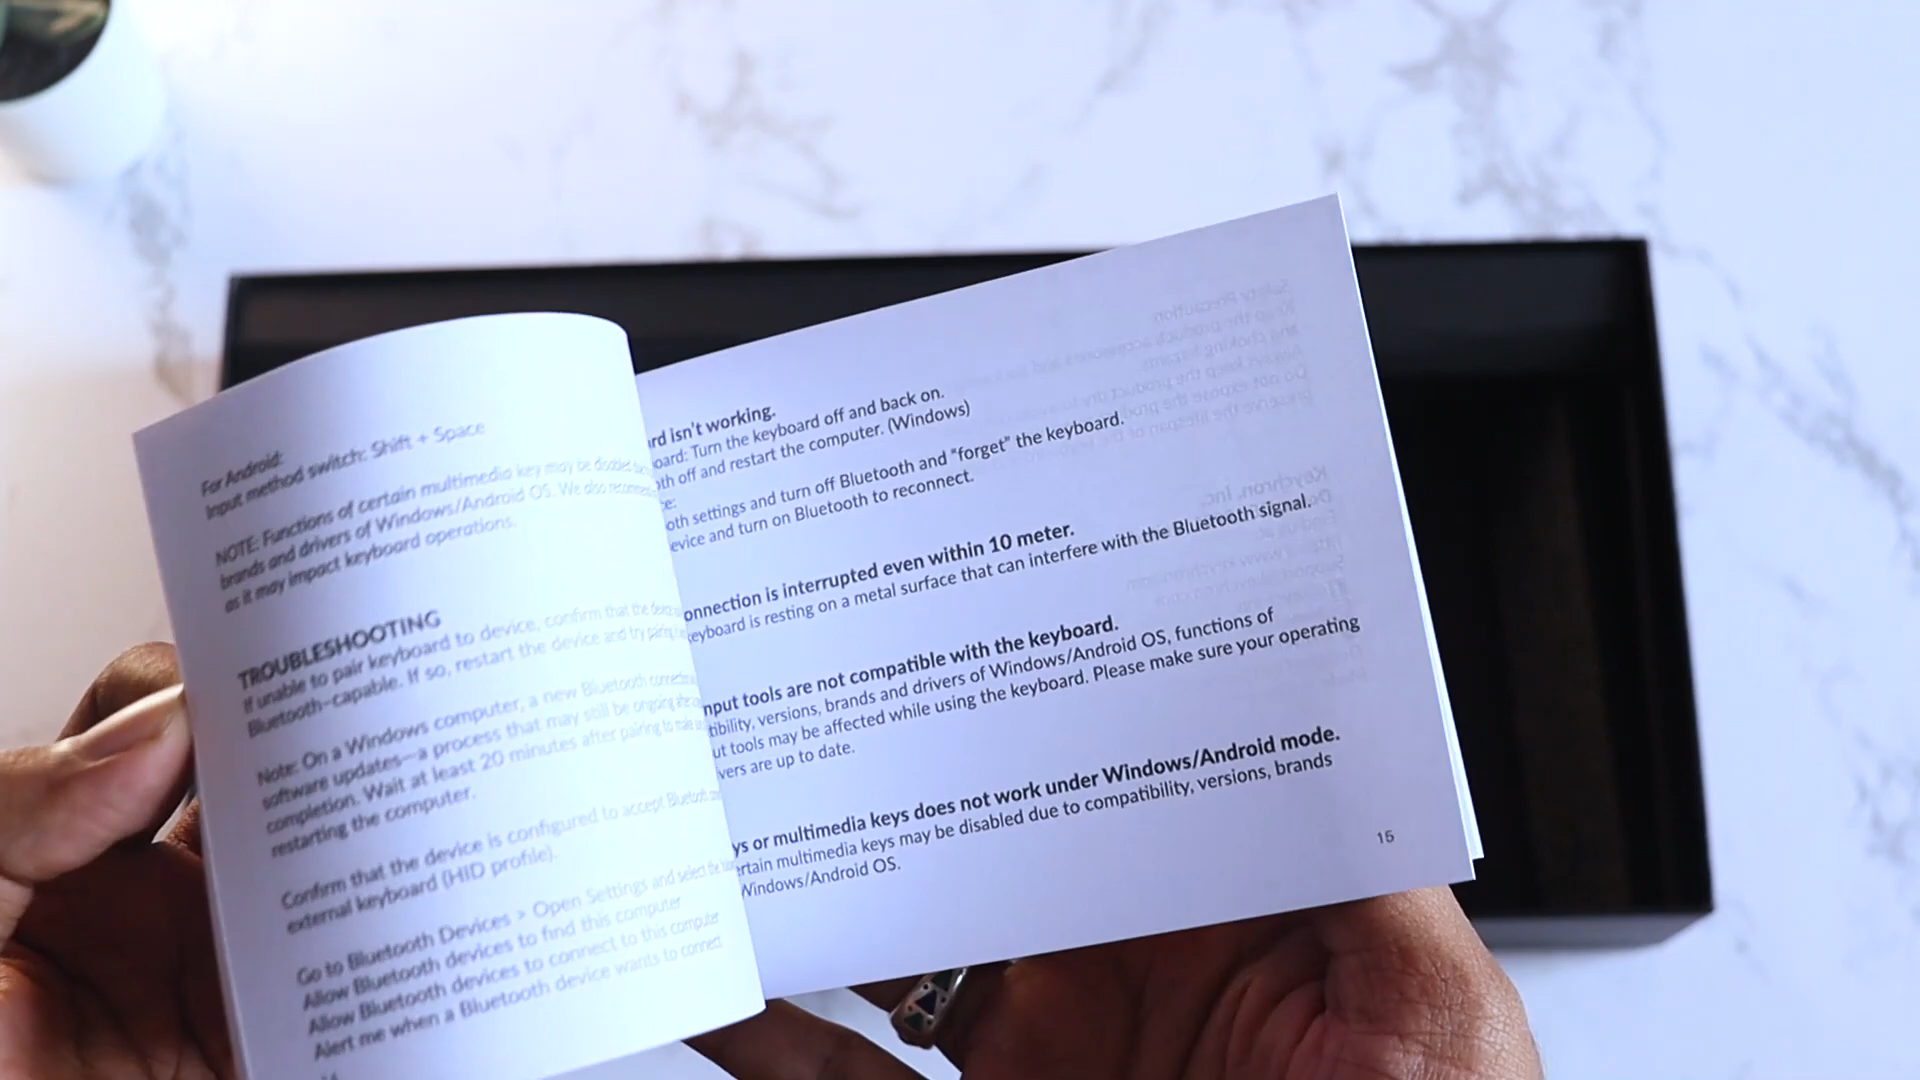 For Android:
Input method switch: Shift + Space
NOTE: Functions of certain multimedia key may be disabled
brands and drivers of Windows/Android OS. We also recommend
as it may impact keyboard operations.
TROUBLESHOOTING
If unable to pair keyboard to device, confirm that the device
Bluetooth-capable. If so, restart the device and try pairing
Note: On a Windows computer, a new Bluetooth
software updates—a process that may still be ongoing
completion. Wait at least 20 minutes after pairing to
restarting the computer.
Confirm that the device is configured to accept Bluetooth
external keyboard (HID profile).
Go to Bluetooth Devices > Open Settings and select the
Allow Bluetooth devices to find this computer
Allow Bluetooth devices to connect to this computer
Alert me when a Bluetooth device wants to connect
rd isn't working.
oard: Turn the keyboard off and back on.
oth off and restart the computer. (Windows)
e:
oth settings and turn off Bluetooth and "forget" the keyboard.
evice and turn on Bluetooth to reconnect.
onnection is interrupted even within 10 meter.
keyboard is resting on a metal surface that can interfere with the Bluetooth signal.
nput tools are not compatible with the keyboard.
tibility, versions, brands and drivers of Windows/Android OS, functions of
ut tools may be affected while using the keyboard. Please make sure your operating
vers are up to date.
ys or multimedia keys does not work under Windows/Android mode.
ertain multimedia keys may be disabled due to compatibility, versions, brands
Windows/Android OS.
15